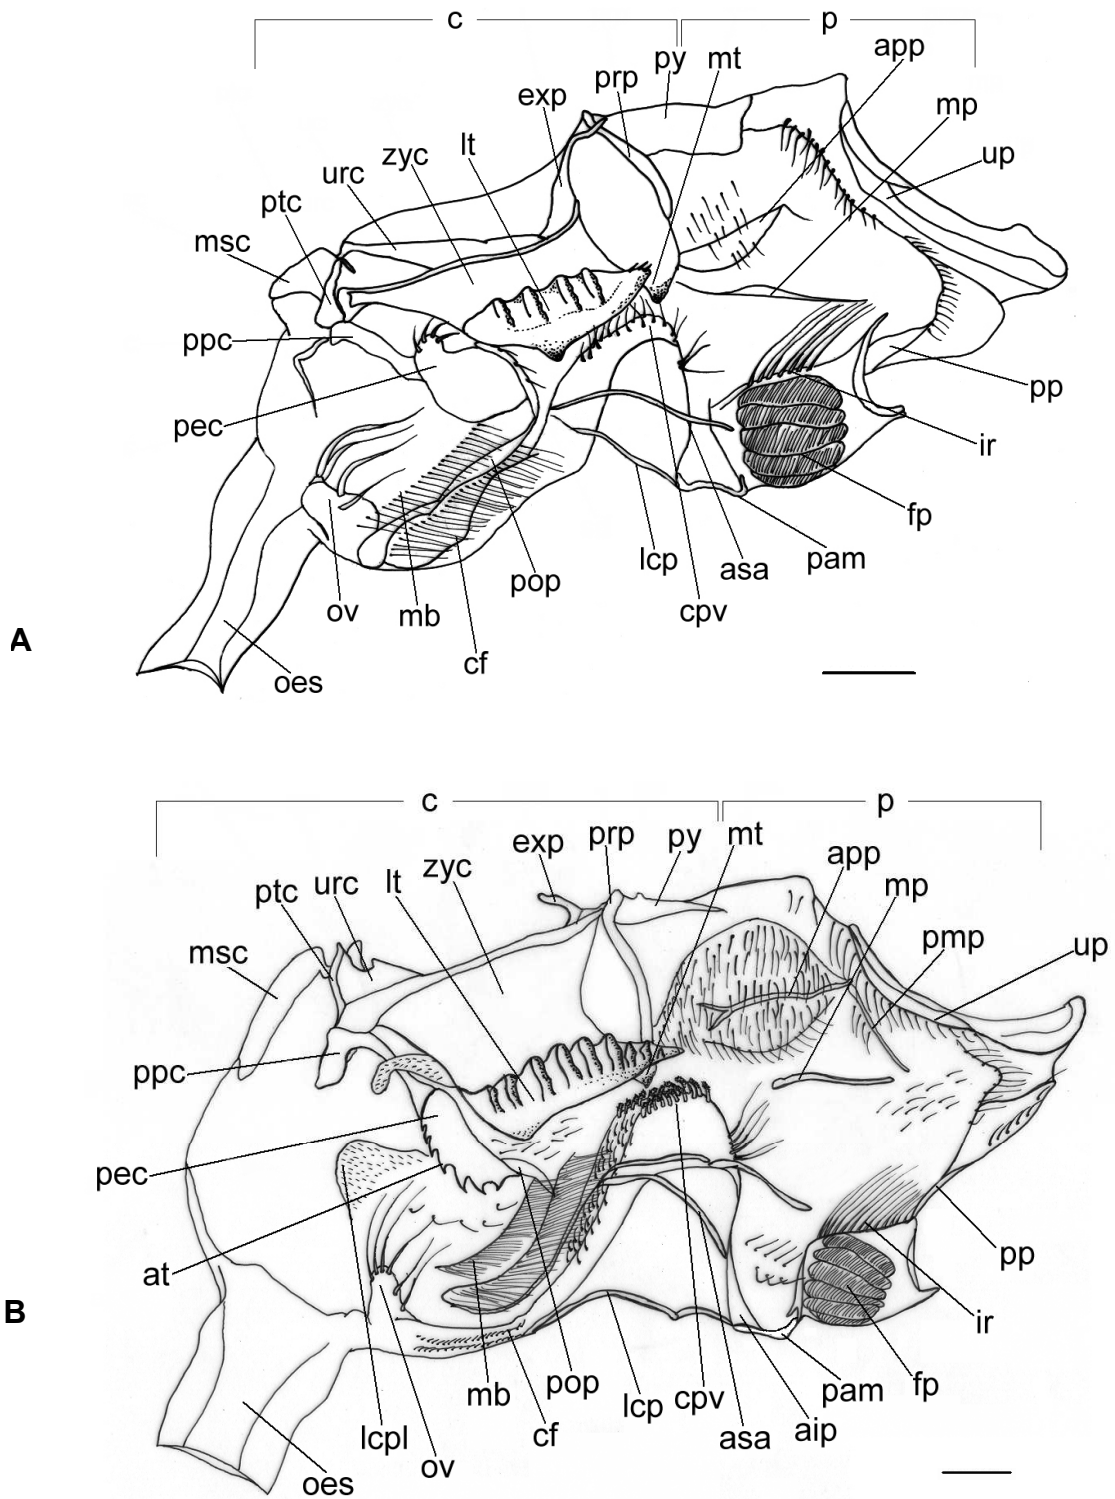 c p
py mt app
exp prp mp
lt
zyc up
urc
ptc
msc
ppc
pec pp
ir
fp
lcp asa pam
pop
ov mb cpv
A
cf
oes
c p
exp prp py mt
zyc app
ptc urc lt mp
msc pmp up
ppc
pec
at pp
B ir
mb pop lcp cpv pam fp
lcpl cf asa aip
ov
oes